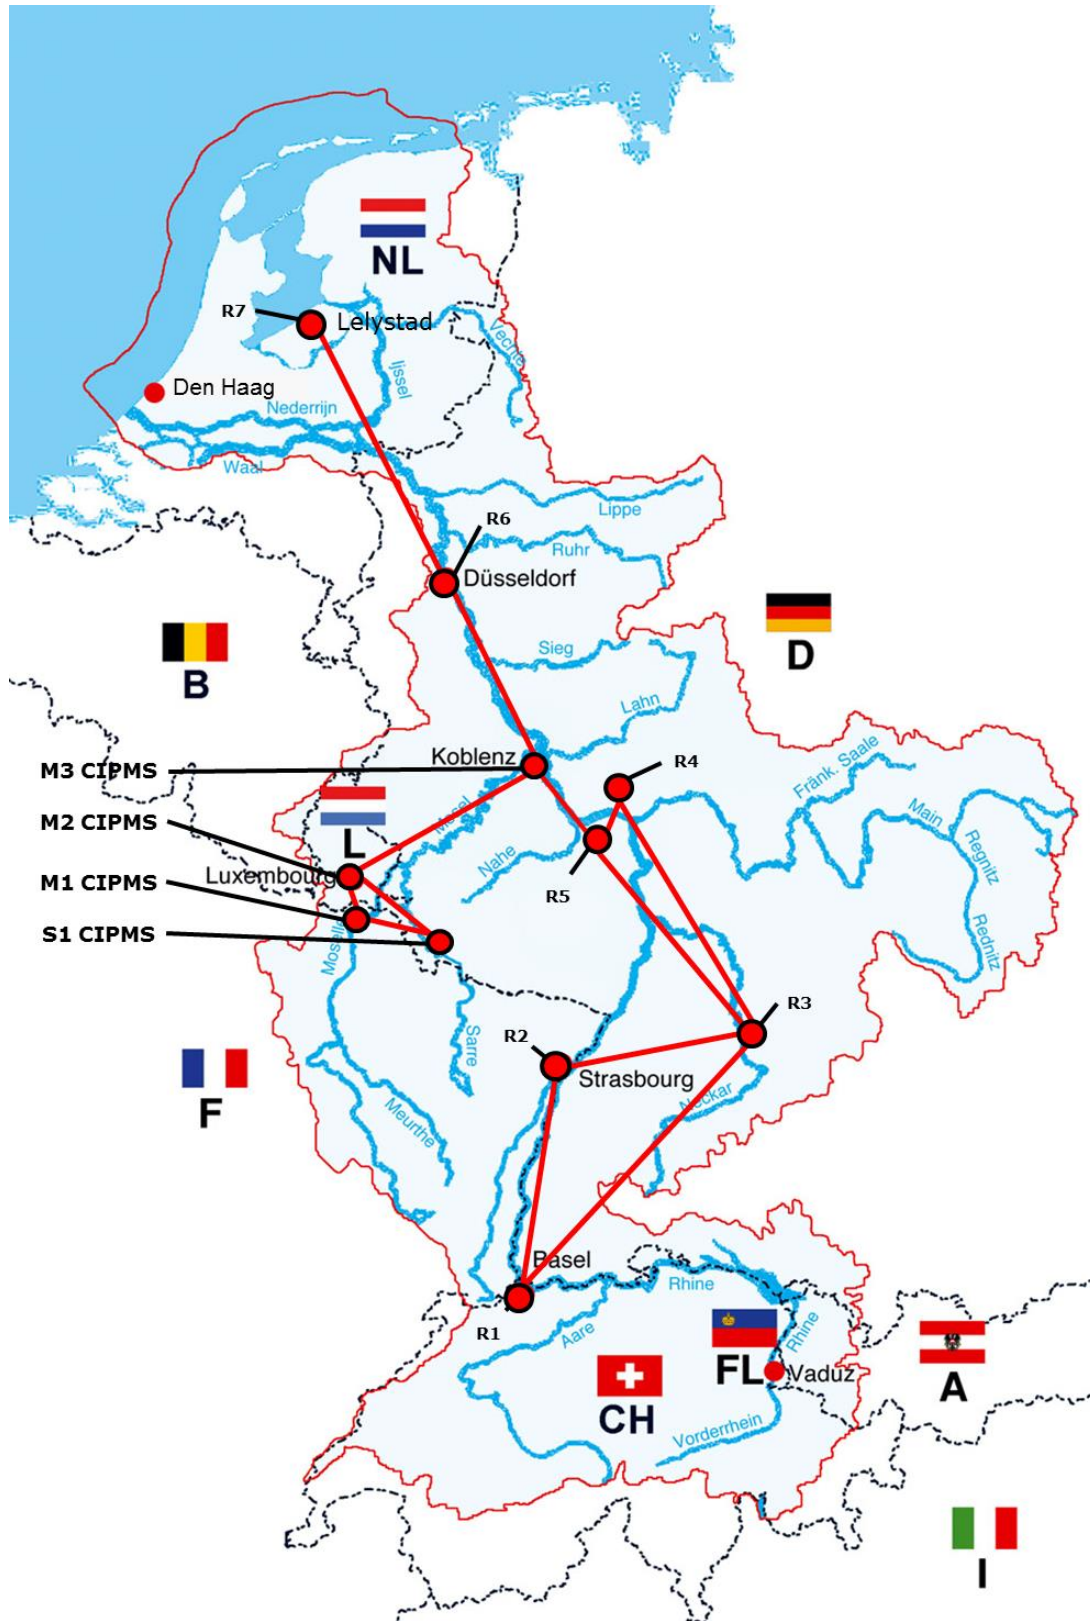 NL
R7
Lelystad
Vechte
Ijssel
Den Haag
Nederrijn
Waal
R6
Lippe
Ruhr
Düsseldorf
D
B
Sieg
Lahn
Koblenz
M3 CIPMS
R4
Fränk. Saale
Mosel
Main
M2 CIPMS
L
Regnitz
Nahe
Luxembourg
M1 CIPMS
R5
S1 CIPMS
Moselle
Rednitz
R3
R2
Sarre
Strasbourg
F
Meurthe
Neckar
Basel
Rhine
R1
Aare
Rhine
FL
Vaduz
A
CH
Vorderrhein
I